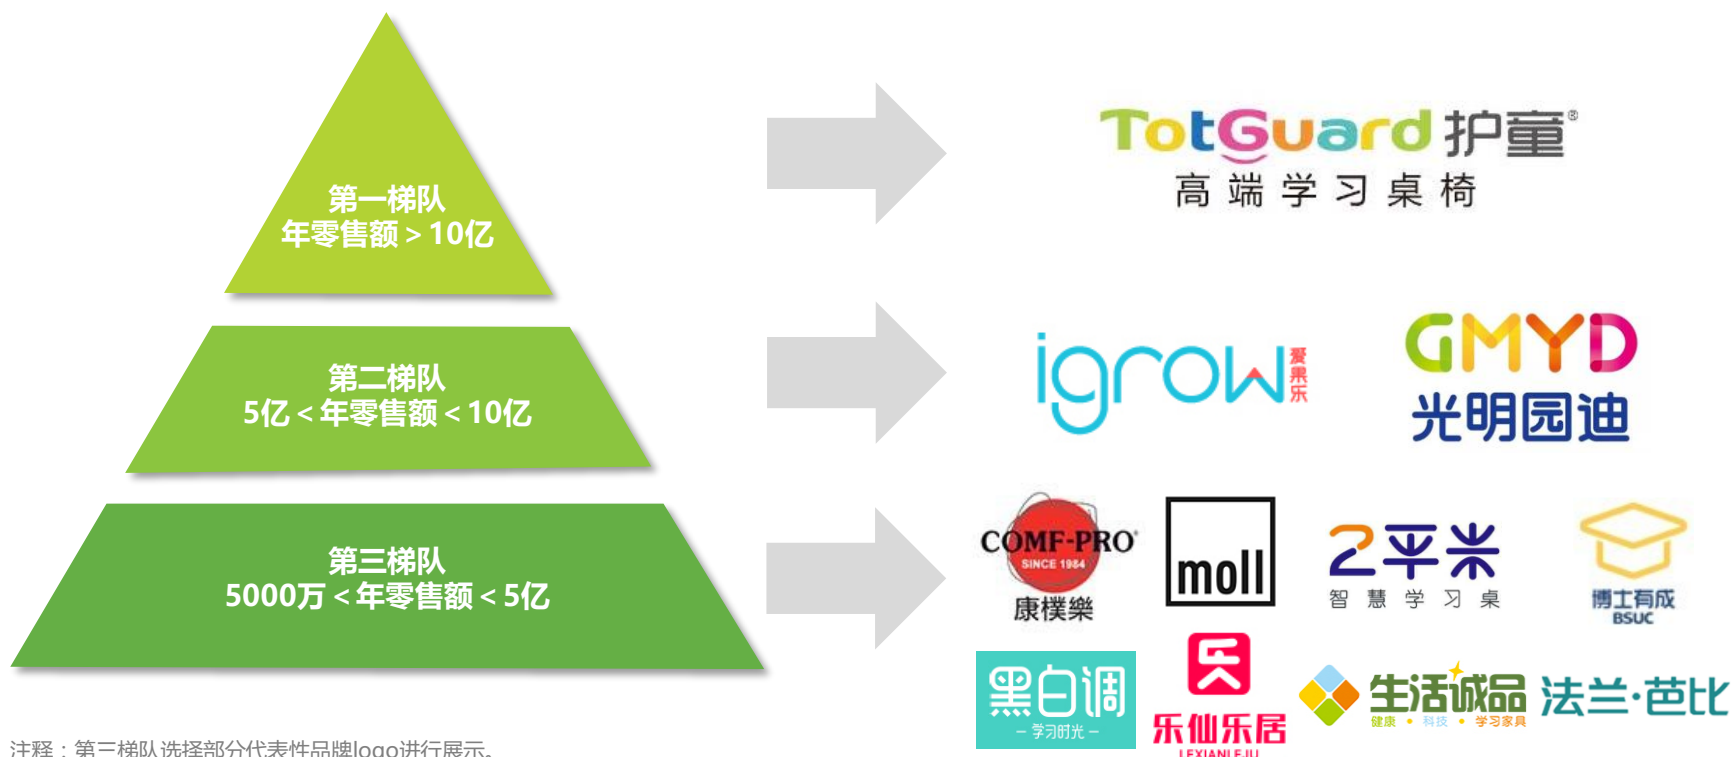 第一梯队
年零售额＞10亿
TotGuard 护童®
高端学习桌椅
第二梯队
5亿＜年零售额＜10亿
igrow 爱果乐
GMYD
光明园迪
第三梯队
5000万＜年零售额＜5亿
COMF-PRO
SINCE 1984
康樸樂
moll
2平米
智慧学习桌
博士有成
BSUC
黑白调
– 学习时光 –
乐仙乐居
LEXIANLEJU
生活诚品
健康 • 科技 • 学习家具
法兰·芭比
注释：第三梯队选择部分代表性品牌logo进行展示。